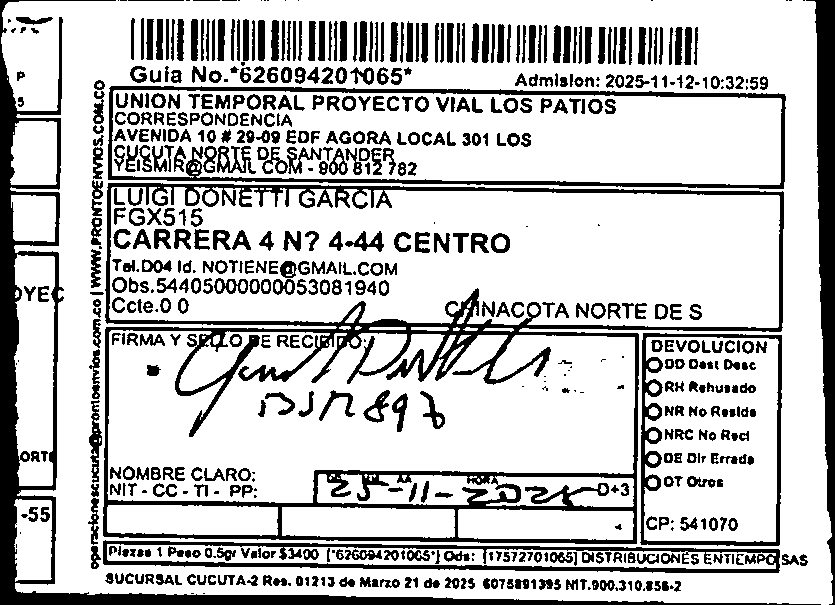 Guia No.*626094201065*
Admision: 2025-11-12-10:32:59
UNION TEMPORAL PROYECTO VIAL LOS PATIOS
CORRESPONDENCIA
AVENIDA 10 # 29-09 EDF AGORA LOCAL 301 LOS
CUCUTA NORTE DE SANTANDER
YEISMIR@GMAIL COM - 900 812 782
LUIGI DONETTI GARCIA
FGX515
CARRERA 4 N? 4-44 CENTRO
Tel.D04 Id. NOTIENE@GMAIL.COM
Obs.54405000000053081940
Ccte.0 0
CHINACOTA NORTE DE S
FIRMA Y SELLO DE RECIBIDO:
DEVOLUCION
DD Dest Desc
RH Rehusado
NR No Reside
NRC No Recl
DE Dir Errada
OT Otros
NOMBRE CLARO:
NIT - CC - TI - PP:
AA
HORA
25-11-2025
D+3
CP: 541070
Piezas 1 Peso 0.5gr Valor $3400 [*626094201065*] Ods: [17572701065] DISTRIBUCIONES ENTIEMPO SAS
SUCURSAL CUCUTA-2 Res. 01213 de Marzo 21 de 2025 6075891395 NIT.900.310.856-2
operacionescucuta@prontoenvios.com.co | WWW.PRONTOENVIOS.COM.CO
P
5
OYEC
ORTE
-55